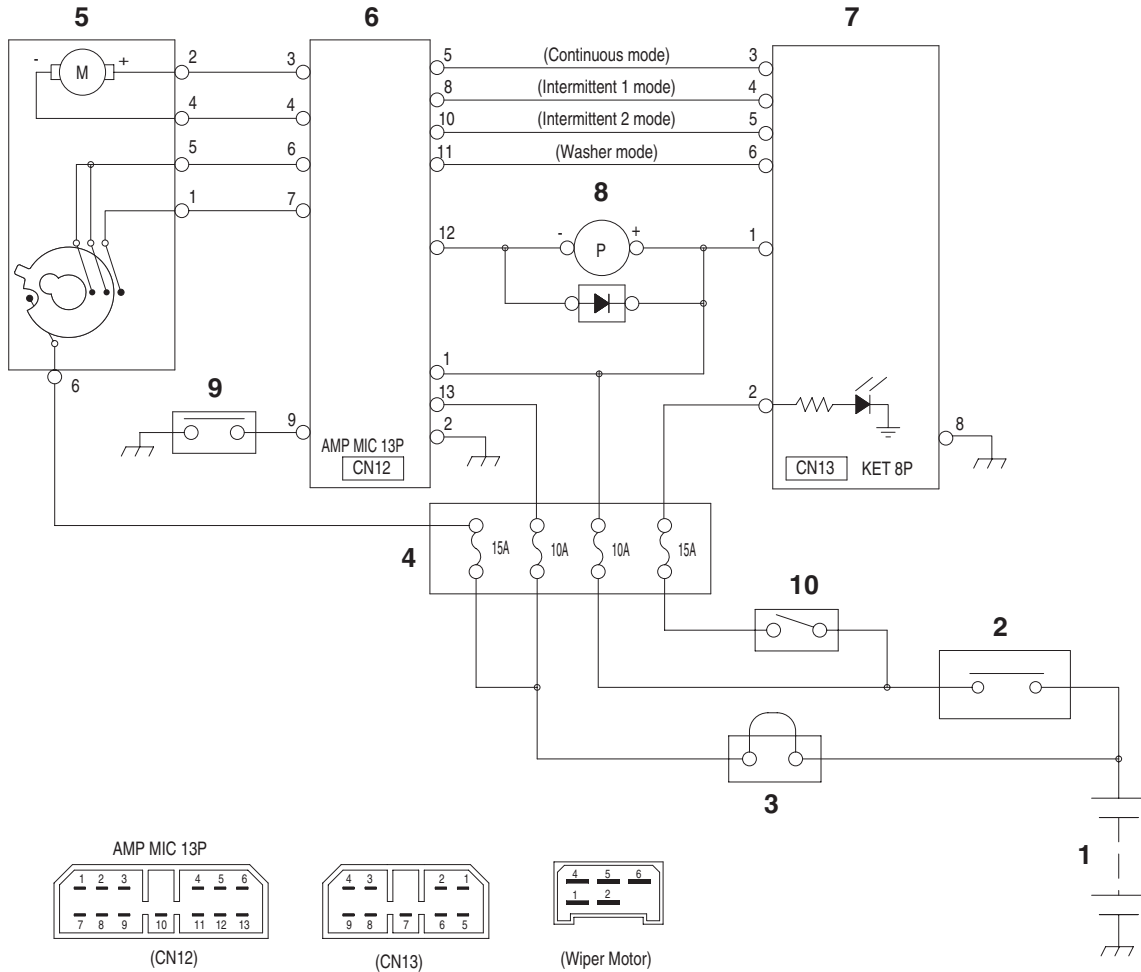 5
6
7
- M +
2
3
5
(Continuous mode)
3
8
(Intermittent 1 mode)
4
4
4
10
(Intermittent 2 mode)
5
5
6
11
(Washer mode)
6
1
7
8
12
- P +
1
1
6
9
13
2
9
2
8
AMP MIC 13P
CN12
CN13
KET 8P
4
15A
10A
10A
15A
10
2
3
1
AMP MIC 13P
1 2 3 4 5 6
7 8 9 10 11 12 13
(CN12)
4 3 2 1
9 8 7 6 5
(CN13)
4 5 6
1 2
(Wiper Motor)